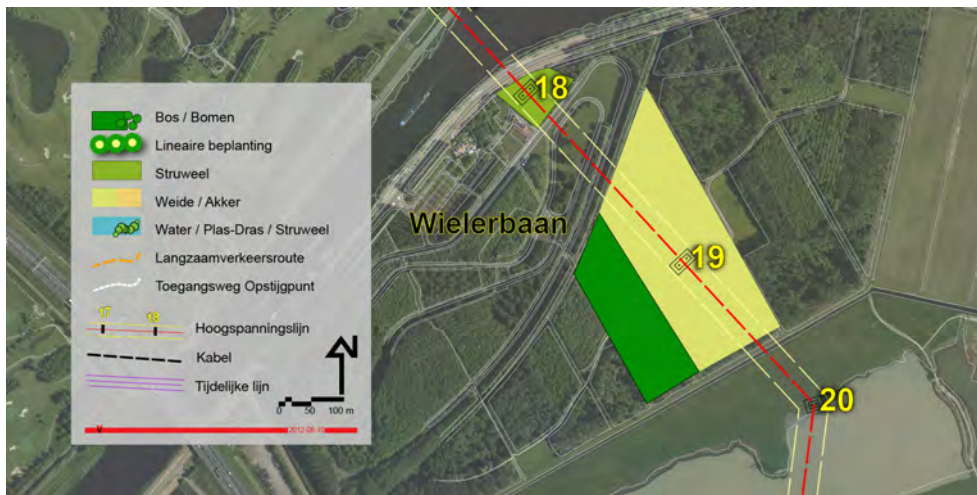 Bos / Bomen
Lineaire beplanting
Struweel
Weide / Akker
Water / Plas-Dras / Struweel
Langzaamverkeersroute
Toegangsweg Opstijgpunt
17 18
Hoogspanningslijn
Kabel
Tijdelijke lijn
N
0 50 100 m
18
Wielerbaan
19
20